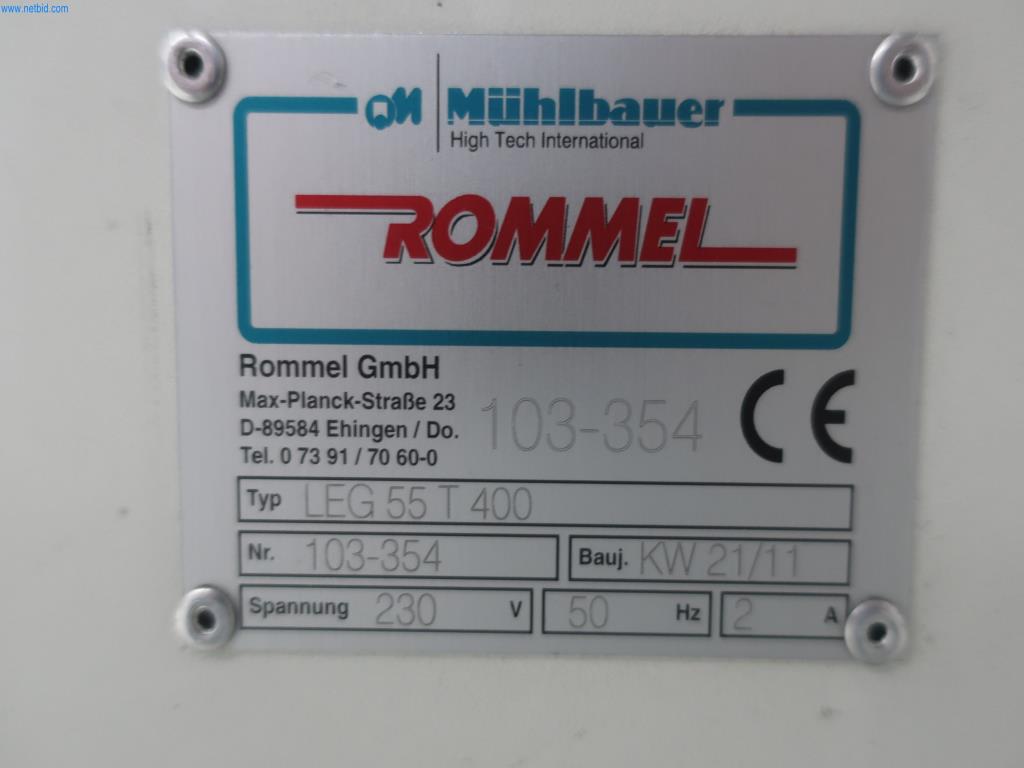 www.netbid.com
Mühlbauer
High Tech International
ROMMEL
Rommel GmbH
Max-Planck-Straße 23
D-89584 Ehingen / Do.
Tel. 0 73 91 / 70 60-0
103-354
CE
Typ LEG 55 T 400
Nr. 103-354 Bauj. KW 21/11
Spannung 230 V 50 Hz 2 A